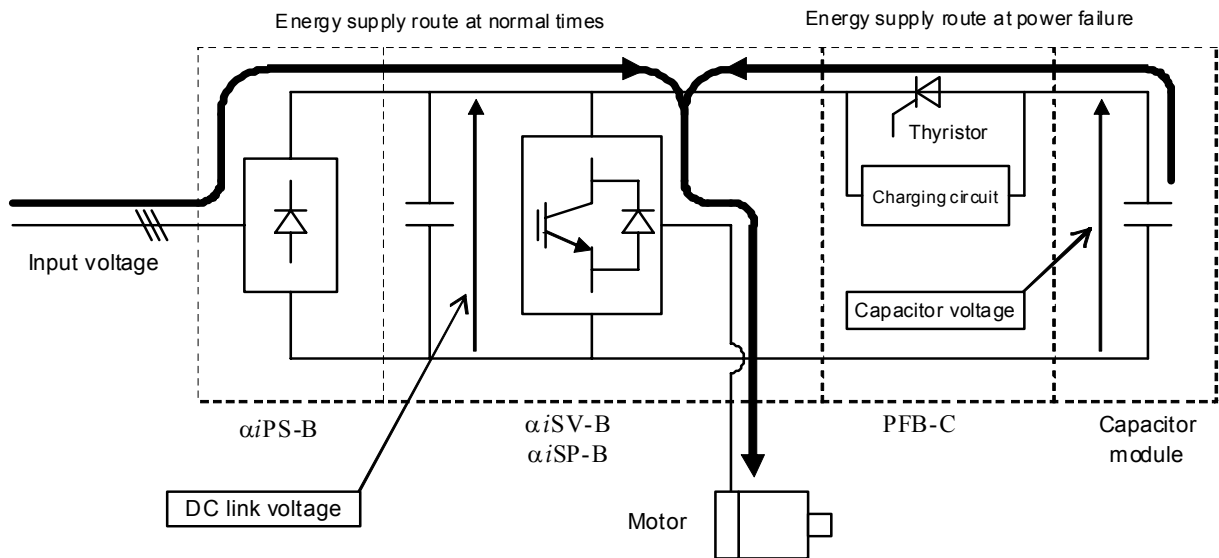 Energy supply route at normal times
Energy supply route at power failure
Thyristor
Charging circuit
Input voltage
Capacitor voltage
αiPS-B
αiSV-B
αiSP-B
PFB-C
Capacitor
module
DC link voltage
Motor